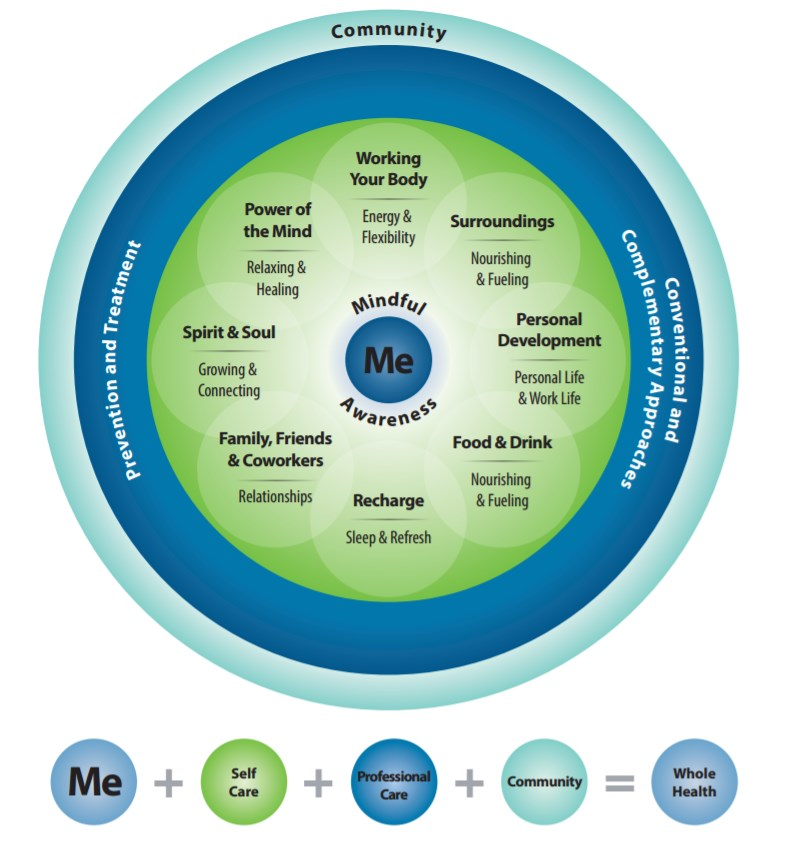 Community
Working
Your Body
Energy &
Flexibility
Power of
the Mind
Relaxing &
Healing
Surroundings
Nourishing
& Fueling
Mindful
Me
Awareness
Spirit & Soul
Growing &
Connecting
Personal
Development
Personal Life
& Work Life
Family, Friends
& Coworkers
Relationships
Food & Drink
Nourishing
& Fueling
Recharge
Sleep & Refresh
Prevention and Treatment
Conventional and
Complementary Approaches
Me
+
Self
Care
+
Professional
Care
+
Community
=
Whole
Health